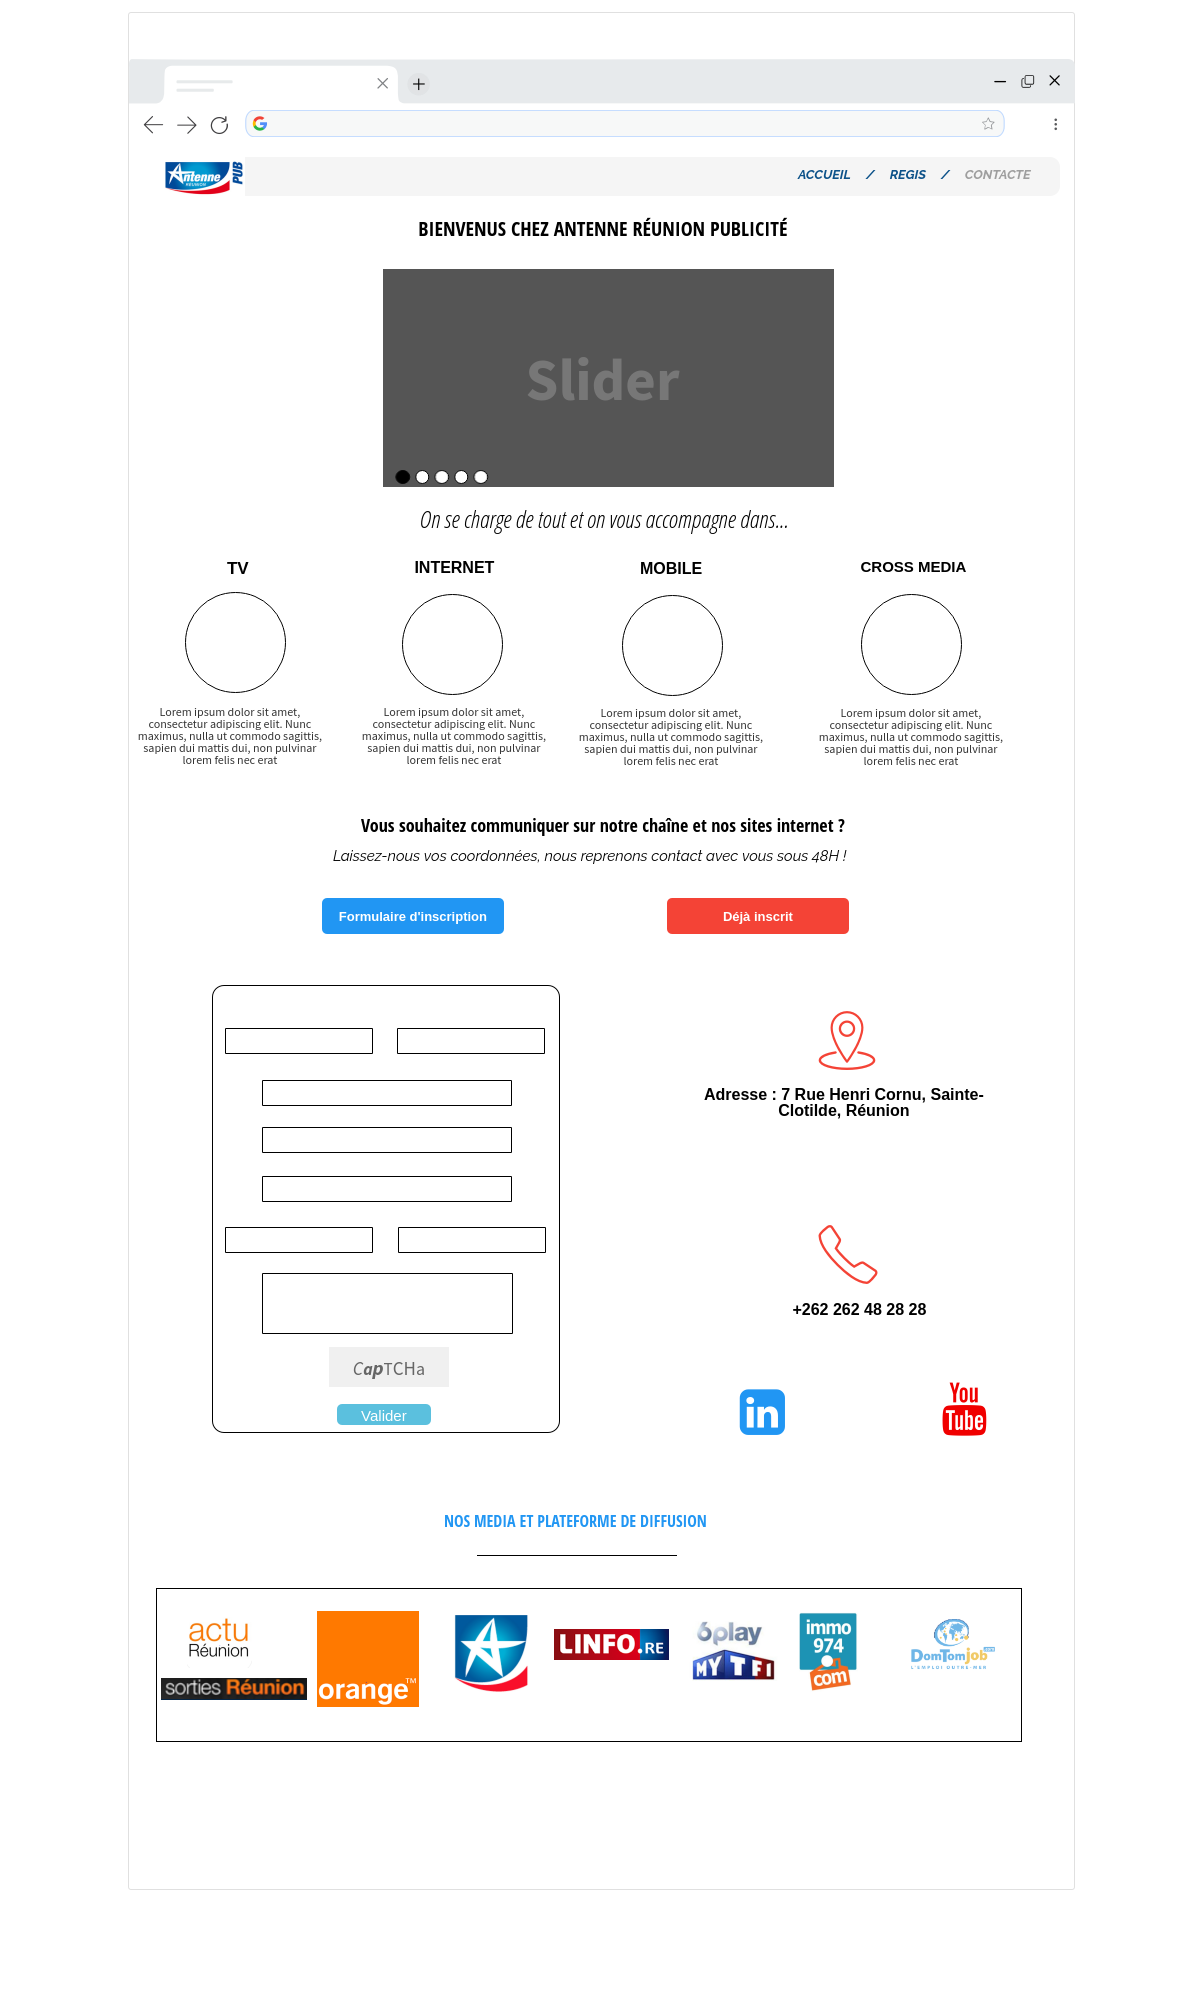 Antenne
RÉUNION
PUB
ACCUEIL / REGIS / CONTACTE
BIENVENUS CHEZ ANTENNE RÉUNION PUBLICITÉ
Slider
On se charge de tout et on vous accompagne dans...
TV
Lorem ipsum dolor sit amet,
consectetur adipiscing elit. Nunc
maximus, nulla ut commodo sagittis,
sapien dui mattis dui, non pulvinar
lorem felis nec erat
INTERNET
Lorem ipsum dolor sit amet,
consectetur adipiscing elit. Nunc
maximus, nulla ut commodo sagittis,
sapien dui mattis dui, non pulvinar
lorem felis nec erat
MOBILE
Lorem ipsum dolor sit amet,
consectetur adipiscing elit. Nunc
maximus, nulla ut commodo sagittis,
sapien dui mattis dui, non pulvinar
lorem felis nec erat
CROSS MEDIA
Lorem ipsum dolor sit amet,
consectetur adipiscing elit. Nunc
maximus, nulla ut commodo sagittis,
sapien dui mattis dui, non pulvinar
lorem felis nec erat
Vous souhaitez communiquer sur notre chaîne et nos sites internet ?
Laissez-nous vos coordonnées, nous reprenons contact avec vous sous 48H !
Formulaire d'inscription
Déjà inscrit
CapTCHa
Valider
Adresse : 7 Rue Henri Cornu, Sainte-
Clotilde, Réunion
+262 262 48 28 28
in
You
Tube
NOS MEDIA ET PLATEFORME DE DIFFUSION
actu
Réunion
sorties Réunion
orange™
LINFO.RE
6play
MYTF1
immo
974
com
DomTomjob.com
L'EMPLOI OUTRE-MER